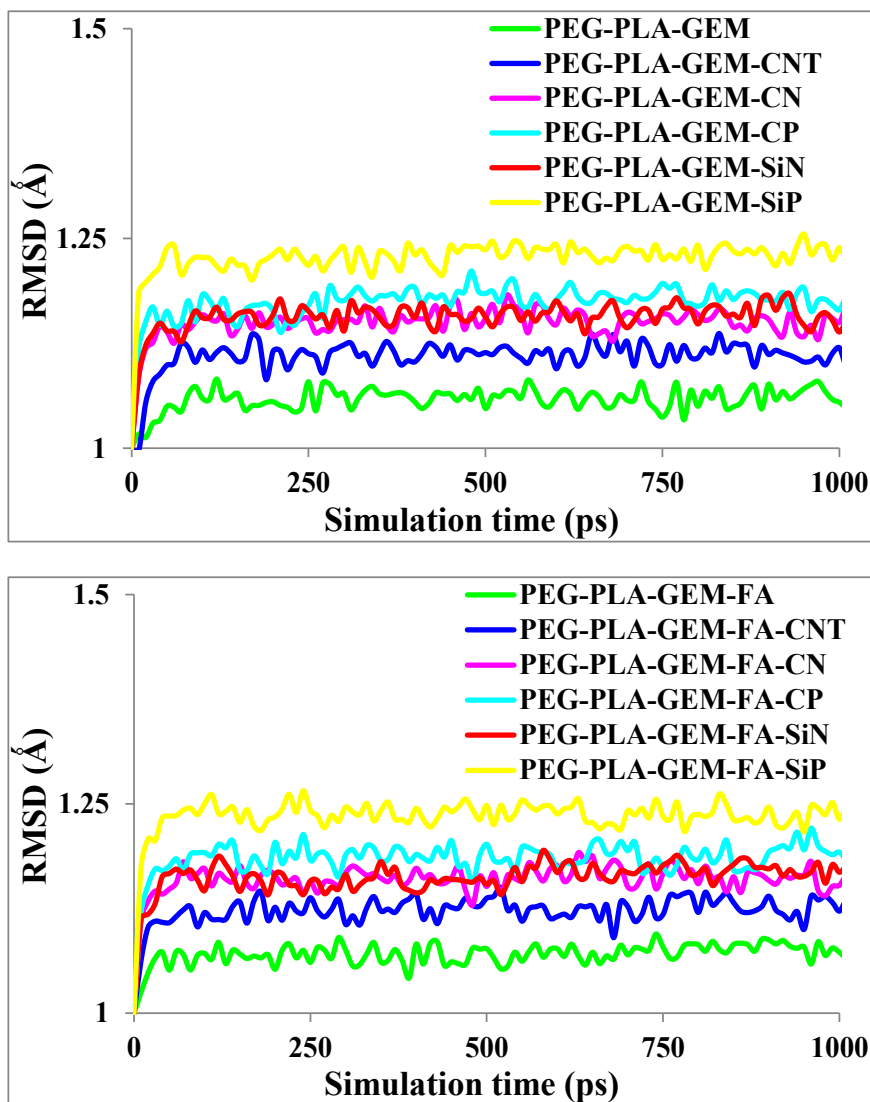 1.5
PEG-PLA-GEM
PEG-PLA-GEM-CNT
PEG-PLA-GEM-CN
PEG-PLA-GEM-CP
PEG-PLA-GEM-SiN
PEG-PLA-GEM-SiP
RMSD (Å)
1.25
1
0 250 500 750 1000
Simulation time (ps)
1.5
PEG-PLA-GEM-FA
PEG-PLA-GEM-FA-CNT
PEG-PLA-GEM-FA-CN
PEG-PLA-GEM-FA-CP
PEG-PLA-GEM-FA-SiN
PEG-PLA-GEM-FA-SiP
RMSD (Å)
1.25
1
0 250 500 750 1000
Simulation time (ps)